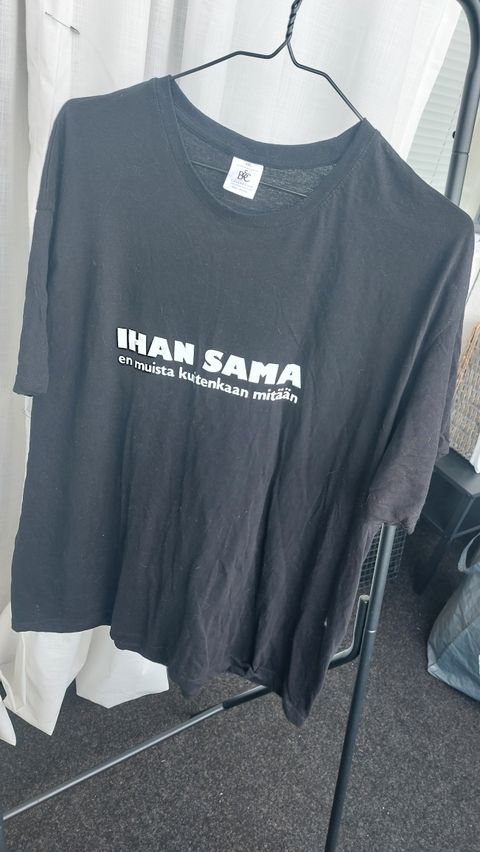 B&C
IHAN SAMA
en muista kuitenkaan mitään